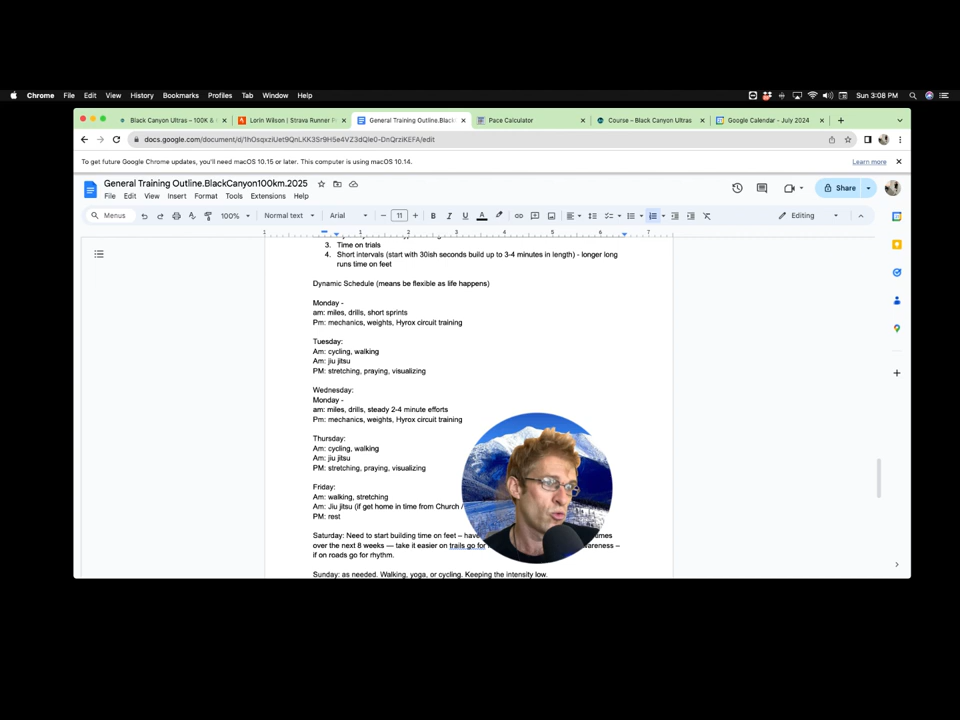 Chrome File Edit View History Bookmarks Profiles Tab Window Help Sun 3:08 PM
Black Canyon Ultras – 100K & Lorin Wilson | Strava Runner P General Training Outline.Black Pace Calculator Course – Black Canyon Ultras Google Calendar - July 2024
docs.google.com/document/d/
To get future Google Chrome updates, you'll need macOS 10.15 or later. This computer is using macOS 10.14. Learn more
General Training Outline.BlackCanyon100km.2025
Share
File Edit View Insert Format Tools Extensions Help
Menus 100% Normal text Arial 11 B I U A Editing
1 1 2 3 4 5 6 7
3. Time on trials
4. Short intervals (start with 30ish seconds build up to 3-4 minutes in length) - longer long
runs time on feet
Dynamic Schedule (means be flexible as life happens)
Monday -
am: miles, drills, short sprints
Pm: mechanics, weights, Hyrox circuit training
Tuesday:
Am: cycling, walking
Am: jiu jitsu
PM: stretching, praying, visualizing
Wednesday:
Monday -
am: miles, drills, steady 2-4 minute efforts
Pm: mechanics, weights, Hyrox circuit training
Thursday:
Am: cycling, walking
Am: jiu jitsu
PM: stretching, praying, visualizing
Friday:
Am: walking, stretching
Am: Jiu jitsu (if get home in time from Church /
PM: rest
Saturday: Need to start building time on feet – have
over the next 8 weeks — take it easier on trails go for
if on roads go for rhythm.
Sunday: as needed. Walking, yoga, or cycling. Keeping the intensity low.